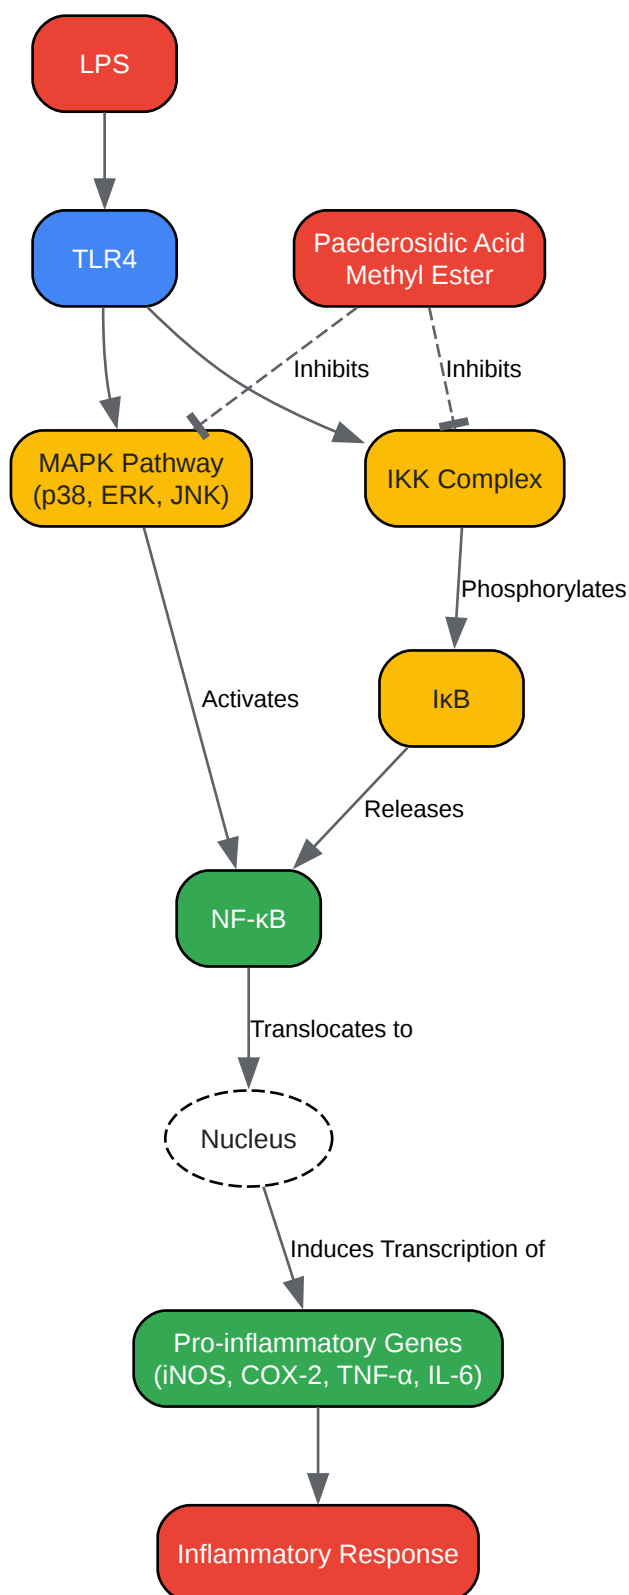 LPS
TLR4
Paederosidic Acid
Methyl Ester
Inhibits
Inhibits
MAPK Pathway
(p38, ERK, JNK)
IKK Complex
Phosphorylates
IκB
Activates
Releases
NF-κB
Translocates to
Nucleus
Induces Transcription of
Pro-inflammatory Genes
(iNOS, COX-2, TNF-α, IL-6)
Inflammatory Response